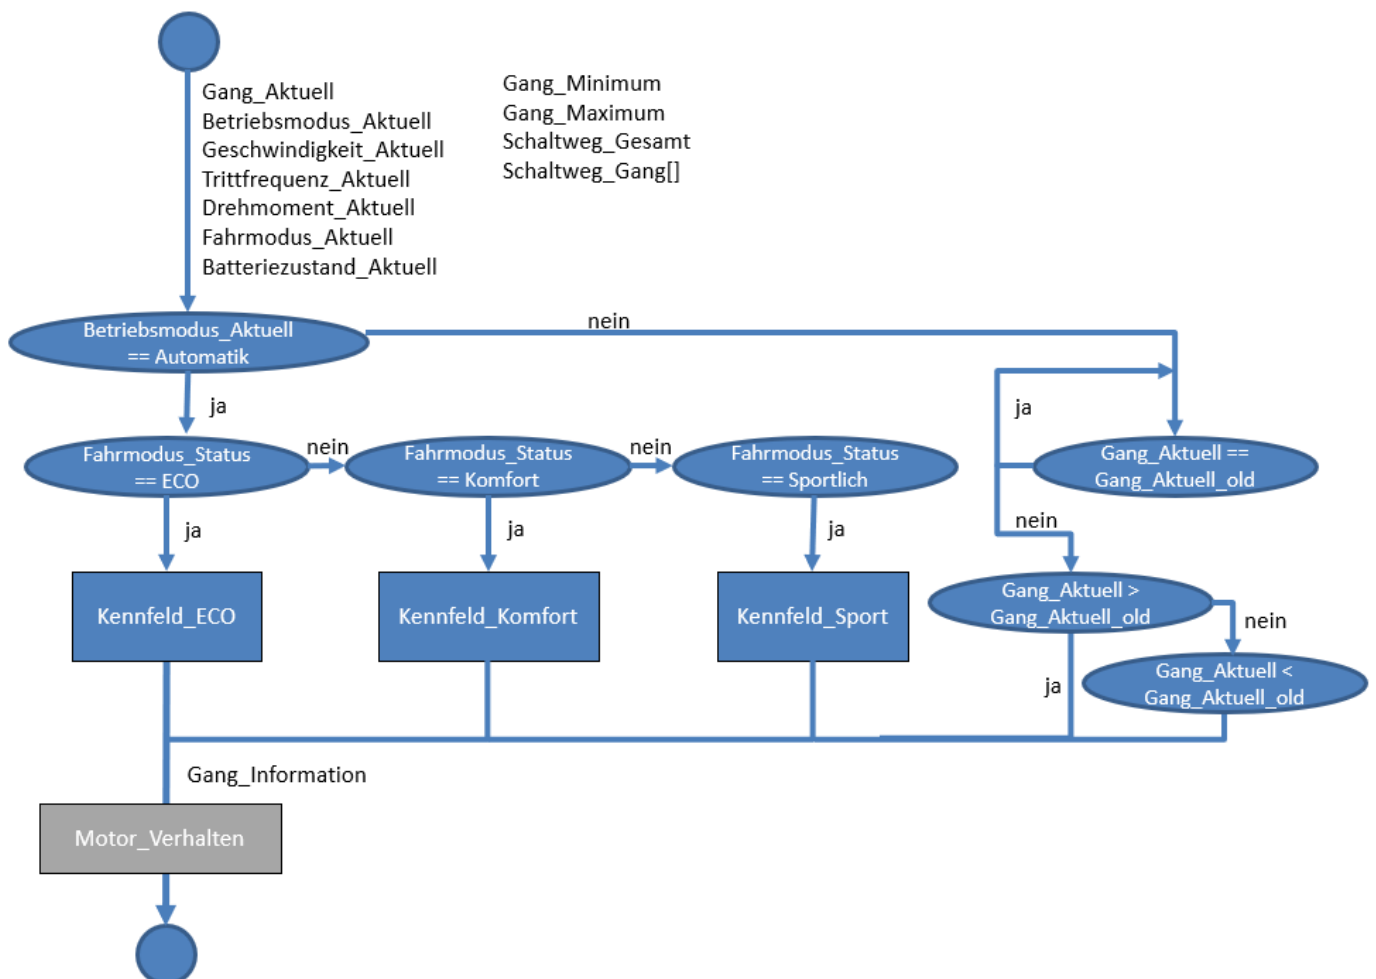 Gang_Aktuell
Betriebsmodus_Aktuell
Geschwindigkeit_Aktuell
Trittfrequenz_Aktuell
Drehmoment_Aktuell
Fahrmodus_Aktuell
Batteriezustand_Aktuell
Gang_Minimum
Gang_Maximum
Schaltweg_Gesamt
Schaltweg_Gang[]
Betriebsmodus_Aktuell
== Automatik
nein
ja
Fahrmodus_Status
== ECO
nein
Fahrmodus_Status
== Komfort
nein
Fahrmodus_Status
== Sportlich
ja
Gang_Aktuell ==
Gang_Aktuell_old
nein
ja
ja
ja
Kennfeld_ECO
Kennfeld_Komfort
Kennfeld_Sport
Gang_Aktuell >
Gang_Aktuell_old
nein
ja
Gang_Aktuell <
Gang_Aktuell_old
Gang_Information
Motor_Verhalten